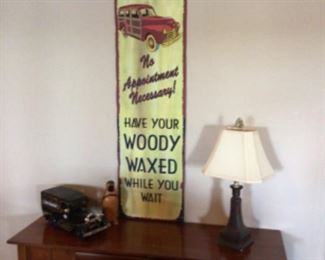 No
Appointment
Necessary!
HAVE YOUR
WOODY
WAXED
WHILE YOU
WAIT